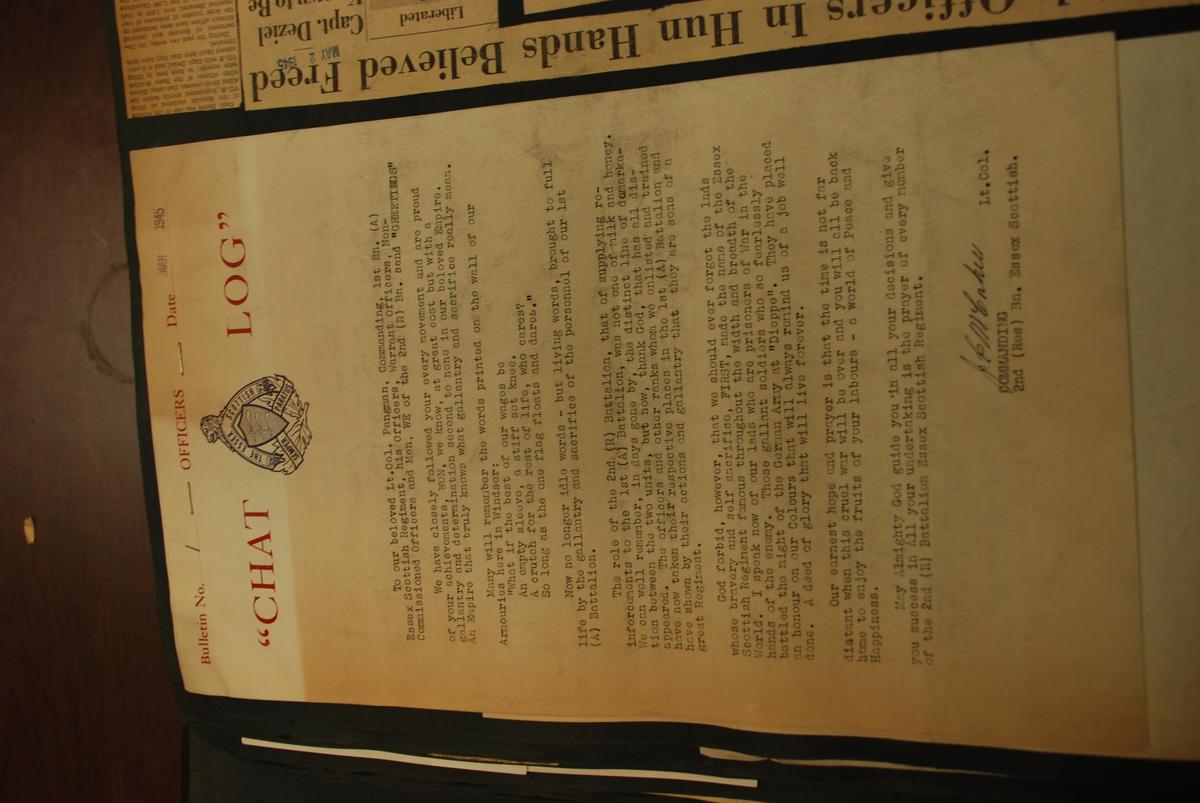 Bulletin No. / — OFFICERS — Date MAR 1945
"CHAT LOG"
THE ESSEX SCOTTISH
SEMPER PARATUS
To our beloved Lt.Col. Pangman, Commanding, 1st Bn. (A)
Essex Scottish Regiment, his Officers, Warrant Officers, Non-
commissioned Officers and Men, WE of the 2nd (R) Bn. send "GREETINGS"
We have closely followed your every movement and are proud
of your achievements, WON, we know at great cost but with a
gallantry and determination second to none in our beloved Empire.
An Empire that truly knows what gallantry and sacrifice really mean.
Many will remember the words printed on the wall of our
Armouries here in Windsor:
"What if the best of our wages be
An empty sleeve, a stiff set knee.
A crutch for the rest of life, who cares?
So long as the one flag floats and dares."
Now no longer idle words - but living words, brought to full
life by the gallantry and sacrifice of the personnel of our 1st
(A) Battalion.
The role of the 2nd (R) Battalion, that of supplying re-
inforcements to the 1st (A) Battalion, was not one of milk and honey.
We can well remember, in days gone by, the distinct line of demarka-
tion between the two units, but now, thank God, that has all dis-
appeared. The officers and other ranks whom we enlisted and trained
have now taken their respective places in the 1st (A) Battalion and
have shown by their actions and gallantry that they are sons of a
great Regiment.
God forbid, however, that we should ever forget the lads
whose bravery and self sacrifice, FIRST, made the name of the Essex
Scottish Regiment famous throughout the width and breadth of the
World. I speak now of our lads who are prisoners of War in the
hands of the enemy. Those gallant soldiers who so fearlessly
battled the might of the German Army at "Dieppe". They have placed
an honour on our Colours that will always remind us of a job well
done. A deed of glory that will live forever.
Our earnest hope and prayer is that the time is not far
distant when this cruel war will be over and you will all be back
home to enjoy the fruits of your labours - a world of Peace and
Happiness.
May Almighty God guide you in all your decisions and give
you success in All your undertaking is the prayer of every member
of the 2nd (R) Battalion Essex Scottish Regiment.
Lt.Col.
COMMANDING
2nd (Res) Bn. Essex Scottish.
Officers In Hun Hands Believed Freed
MAY 2 1945
Capt. Deziel
Liberated